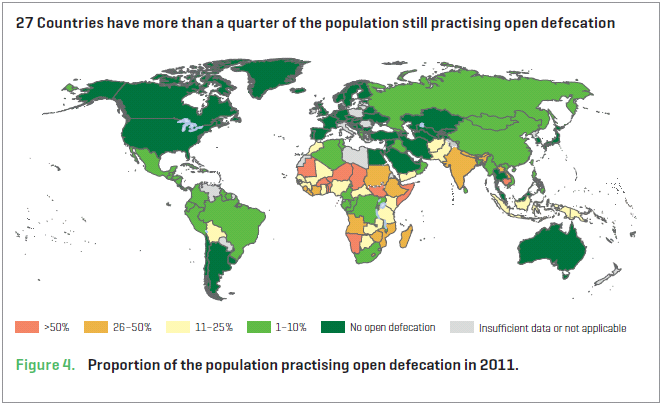 27 Countries have more than a quarter of the population still practising open defecation
>50%
26–50%
11–25%
1–10%
No open defecation
Insufficient data or not applicable
Figure 4. Proportion of the population practising open defecation in 2011.